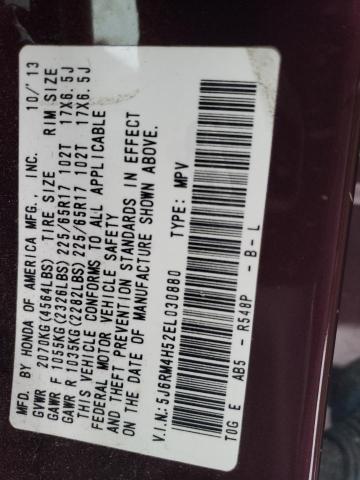 MFD. BY HONDA OF AMERICA MFG., INC. 10/'13
GVWR 2070KG(4564LBS) TIRE SIZE RIM SIZE
GAWR F 1055KG(2326LBS) 225/65R17 102T 17X6.5J
GAWR R 1035KG(2282LBS) 225/65R17 102T 17X6.5J
THIS VEHICLE CONFORMS TO ALL APPLICABLE
FEDERAL MOTOR VEHICLE SAFETY
AND THEFT PREVENTION STANDARDS IN EFFECT
ON THE DATE OF MANUFACTURE SHOWN ABOVE.
V.I.N:5J6RM4H52EL030880 TYPE: MPV
TOG E AB5 - R548P - B - L